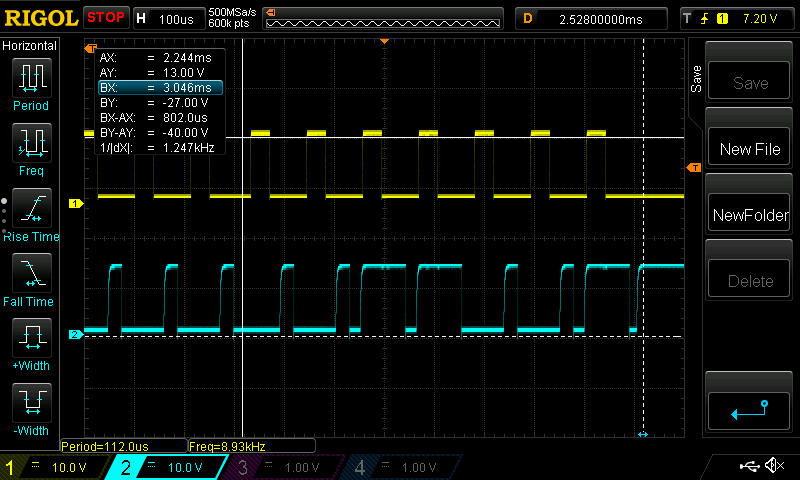 RIGOL STOP H 100us 500MSa/s 600k pts D 2.52800000ms T 1 7.20 V
Horizontal
Period
Freq
Rise Time
Fall Time
+Width
-Width
T
AX: = 2.244ms
AY: = 13.00 V
BX: = 3.046ms
BY: = -27.00 V
BX-AX: = 802.0us
BY-AY: = -40.00 V
1/|dX|: = 1.247kHz
1
2
T
Save
Save
New File
NewFolder
Delete
Period=112.0us Freq=8.93kHz
1 = 10.0 V 2 = 10.0 V 3 = 1.00 V 4 = 1.00 V